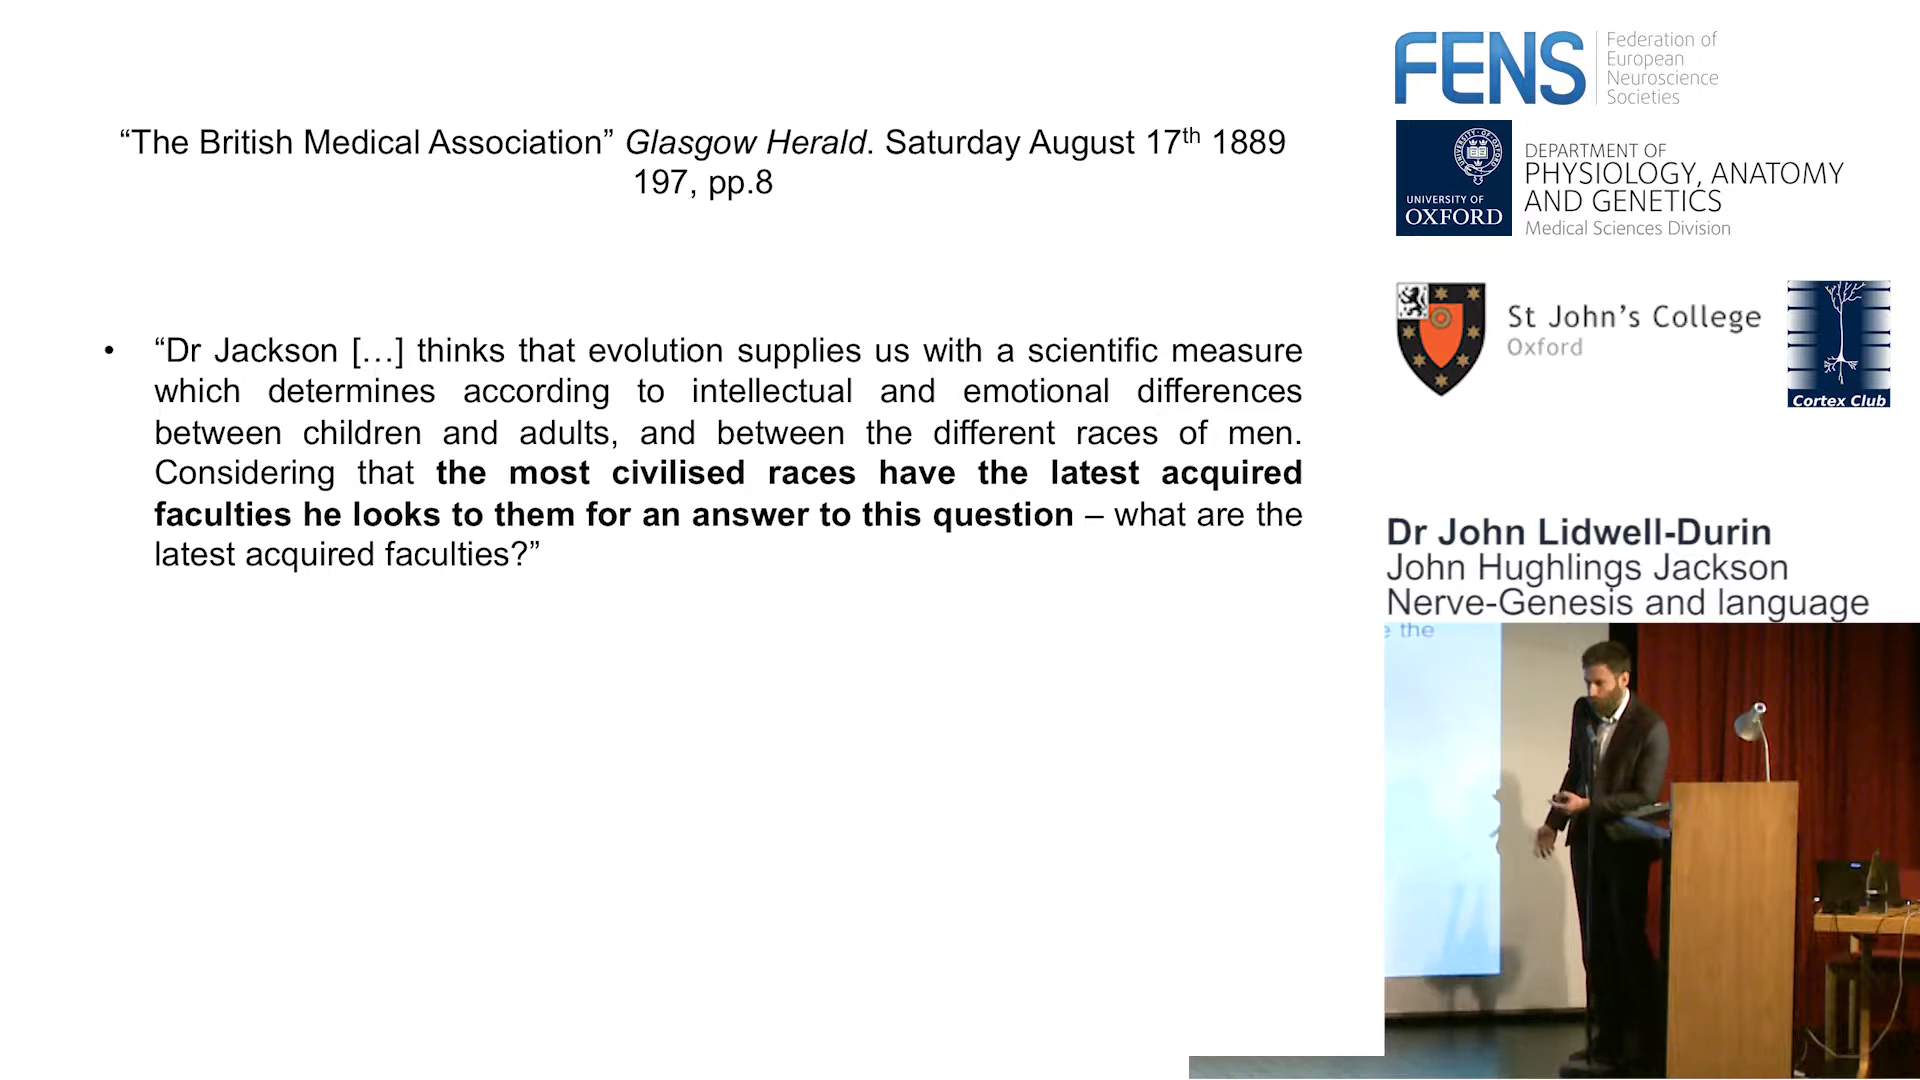 “The British Medical Association” Glasgow Herald. Saturday August 17th 1889
197, pp.8
• “Dr Jackson […] thinks that evolution supplies us with a scientific measure
which determines according to intellectual and emotional differences
between children and adults, and between the different races of men.
Considering that the most civilised races have the latest acquired
faculties he looks to them for an answer to this question – what are the
latest acquired faculties?”
FENS
Federation of
European
Neuroscience
Societies
UNIVERSITY OF
OXFORD
DEPARTMENT OF
PHYSIOLOGY, ANATOMY
AND GENETICS
Medical Sciences Division
St John’s College
Oxford
Cortex Club
Dr John Lidwell-Durin
John Hughlings Jackson
Nerve-Genesis and language
e the